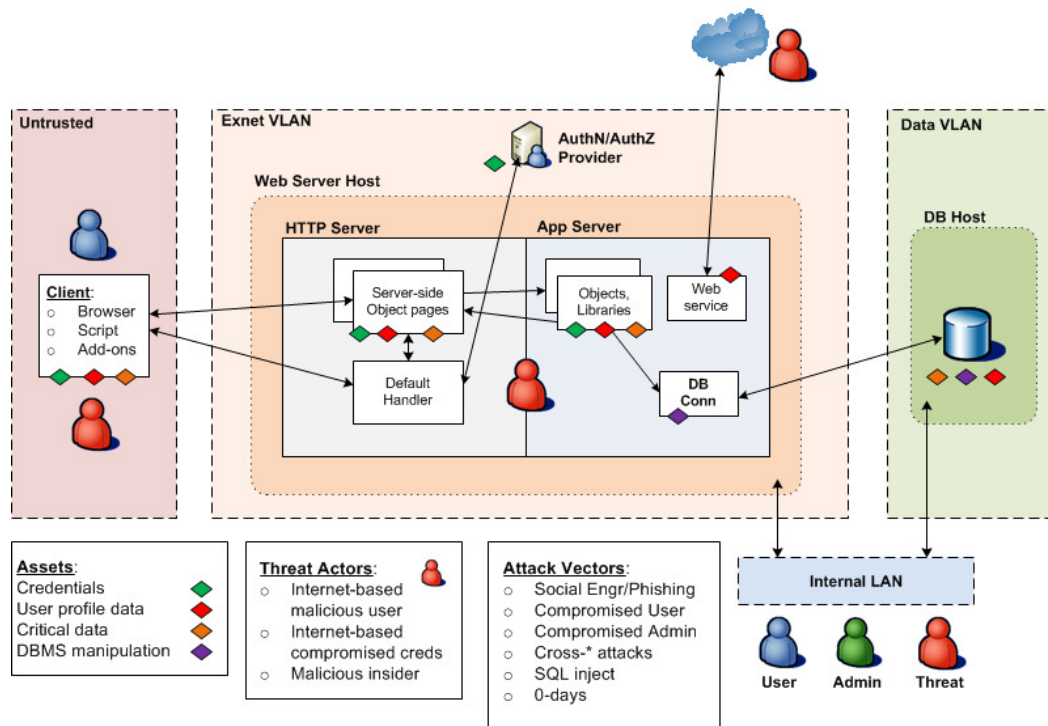 Untrusted
Exnet VLAN
AuthN/AuthZ
Provider
Data VLAN
Web Server Host
DB Host
HTTP Server
App Server
Client:
o Browser
o Script
o Add-ons
Server-side
Object pages
Objects,
Libraries
Web
service
Default
Handler
DB
Conn
Assets:
Credentials
User profile data
Critical data
DBMS manipulation
Threat Actors:
o Internet-based
malicious user
o Internet-based
compromised creds
o Malicious insider
Attack Vectors:
o Social Engr/Phishing
o Compromised User
o Compromised Admin
o Cross-* attacks
o SQL inject
o 0-days
Internal LAN
User
Admin
Threat